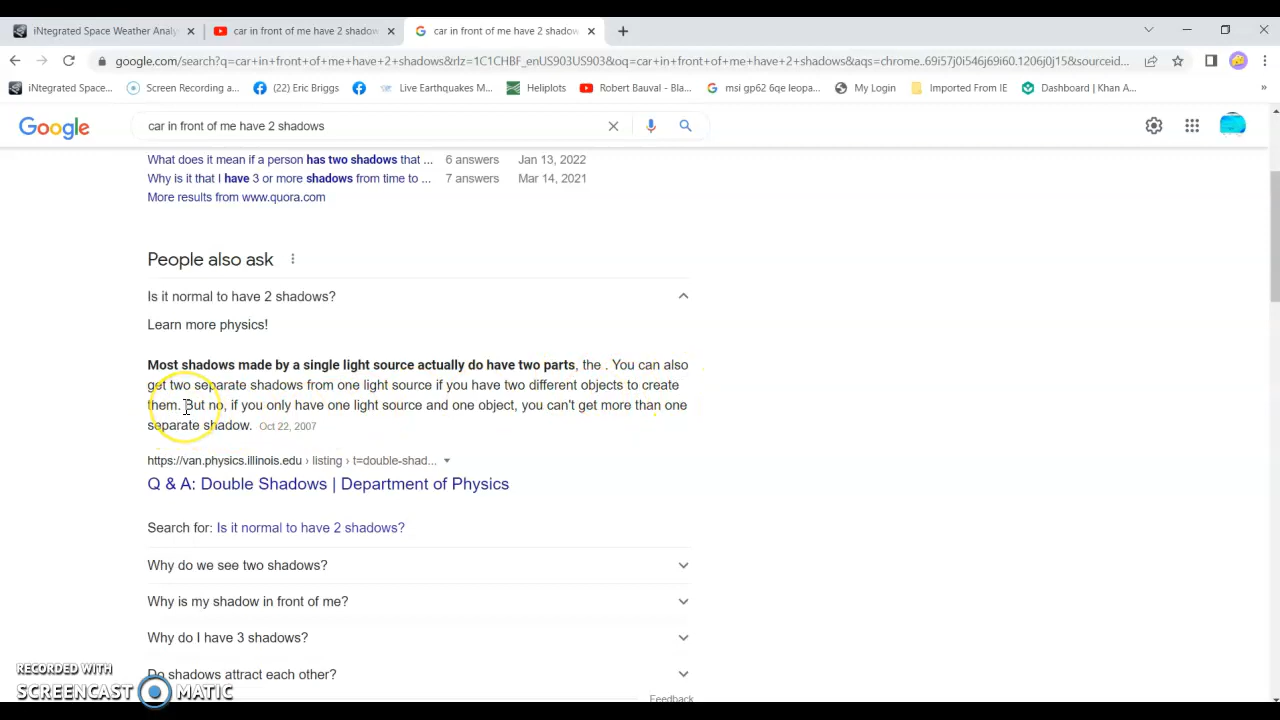 iNtegrated Space Weather Analy
car in front of me have 2 shadow
car in front of me have 2 shadow
google.com/search?q=car+in+front+of+me+have+2+shadows&rlz=1C1CH F_enUS903US903&oq=car+in+front+of+me+have+2+shadows&aqs=chrome..69i57j0i546j69i60.1206j0j15&sourceid...
iNtegrated Space... Screen Recording a... (22) Eric Briggs Live Earthquakes M... Heliplots Robert Bauval - Bla... msi gp62 6qe leopa... My Login Imported From IE Dashboard | Khan A... »
Google car in front of me have 2 shadows
What does it mean if a person has two shadows that ... 6 answers Jan 13, 2022
Why is it that I have 3 or more shadows from time to ... 7 answers Mar 14, 2021
More results from www.quora.com
People also ask
Is it normal to have 2 shadows?
Learn more physics!
Most shadows made by a single light source actually do have two parts, the . You can also
get two separate shadows from one light source if you have two different objects to create
them. But no, if you only have one light source and one object, you can't get more than one
separate shadow. Oct 22, 2007
https://van.physics.illinois.edu › listing › t=double-shad...
Q & A: Double Shadows | Department of Physics
Search for: Is it normal to have 2 shadows?
Why do we see two shadows?
Why is my shadow in front of me?
Why do I have 3 shadows?
Do shadows attract each other?
Feedback
RECORDED WITH
SCREENCAST MATIC